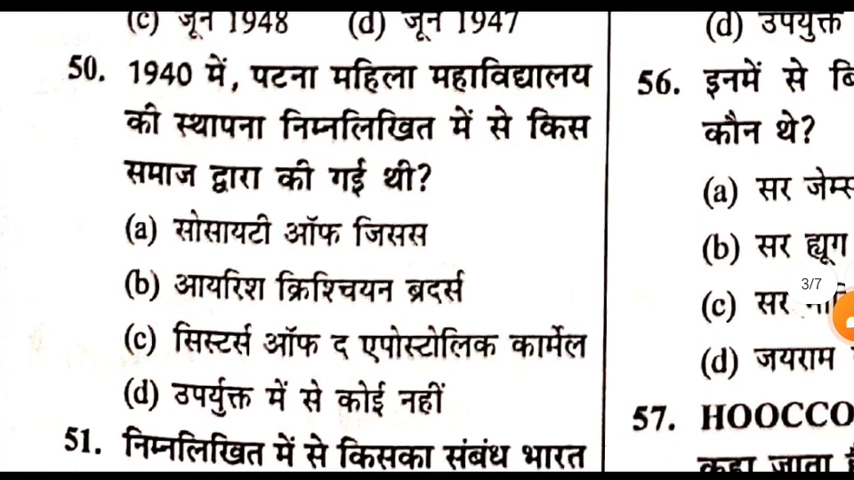 (c) जून 1948 (d) जून 1947
50. 1940 में, पटना महिला महाविद्यालय
की स्थापना निम्नलिखित में से किस
समाज द्वारा की गई थी?
(a) सोसायटी ऑफ जिसस
(b) आयरिश क्रिश्चियन ब्रदर्स
(c) सिस्टर्स ऑफ द एपोस्टोलिक कार्मेल
(d) उपर्युक्त में से कोई नहीं
51. निम्नलिखित में से किसका संबंध भारत
(d) उपर्युक्त
56. इनमें से
कौन थे?
(a) सर जेम्स
(b) सर ह्यूग
(c) सर
3/7
(d) जयराम
57. HOOCCO
कहा जाता